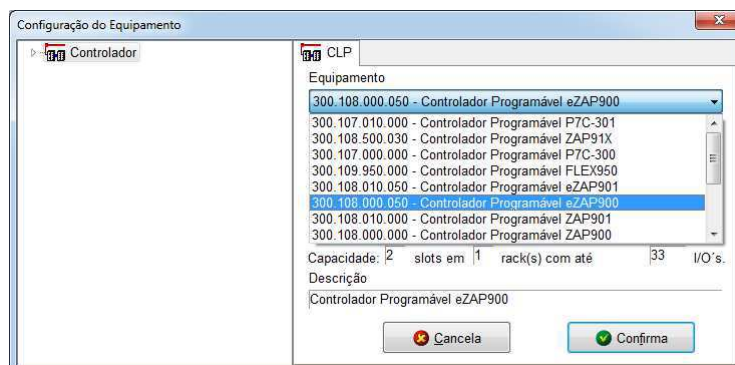 Configuração do Equipamento
Controlador
CLP
Equipamento
300.108.000.050 - Controlador Programável eZAP900
300.107.010.000 - Controlador Programável P7C-301
300.108.500.030 - Controlador Programável ZAP91X
300.107.000.000 - Controlador Programável P7C-300
300.109.950.000 - Controlador Programável FLEX950
300.108.010.050 - Controlador Programável eZAP901
300.108.000.050 - Controlador Programável eZAP900
300.108.010.000 - Controlador Programável ZAP901
300.108.000.000 - Controlador Programável ZAP900
Capacidade: 2 slots em 1 rack(s) com até 33 I/O´s.
Descrição
Controlador Programável eZAP900
Cancela Confirma